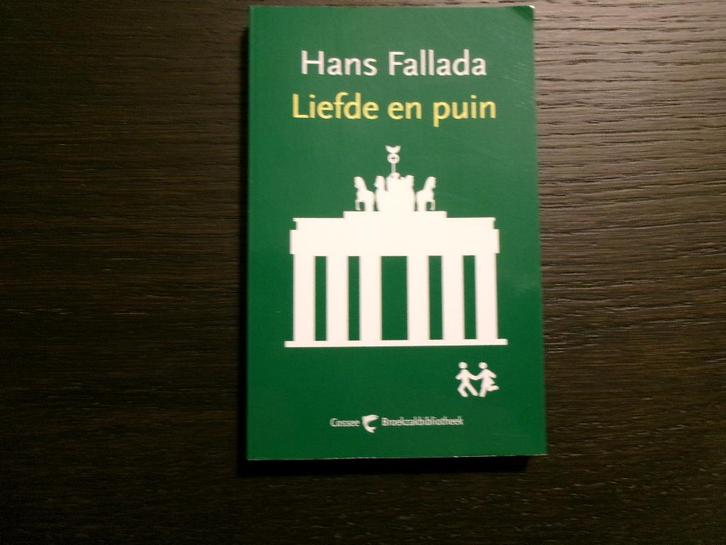 Hans Fallada
Liefde en puin
Cossee Broekzakbibliotheek